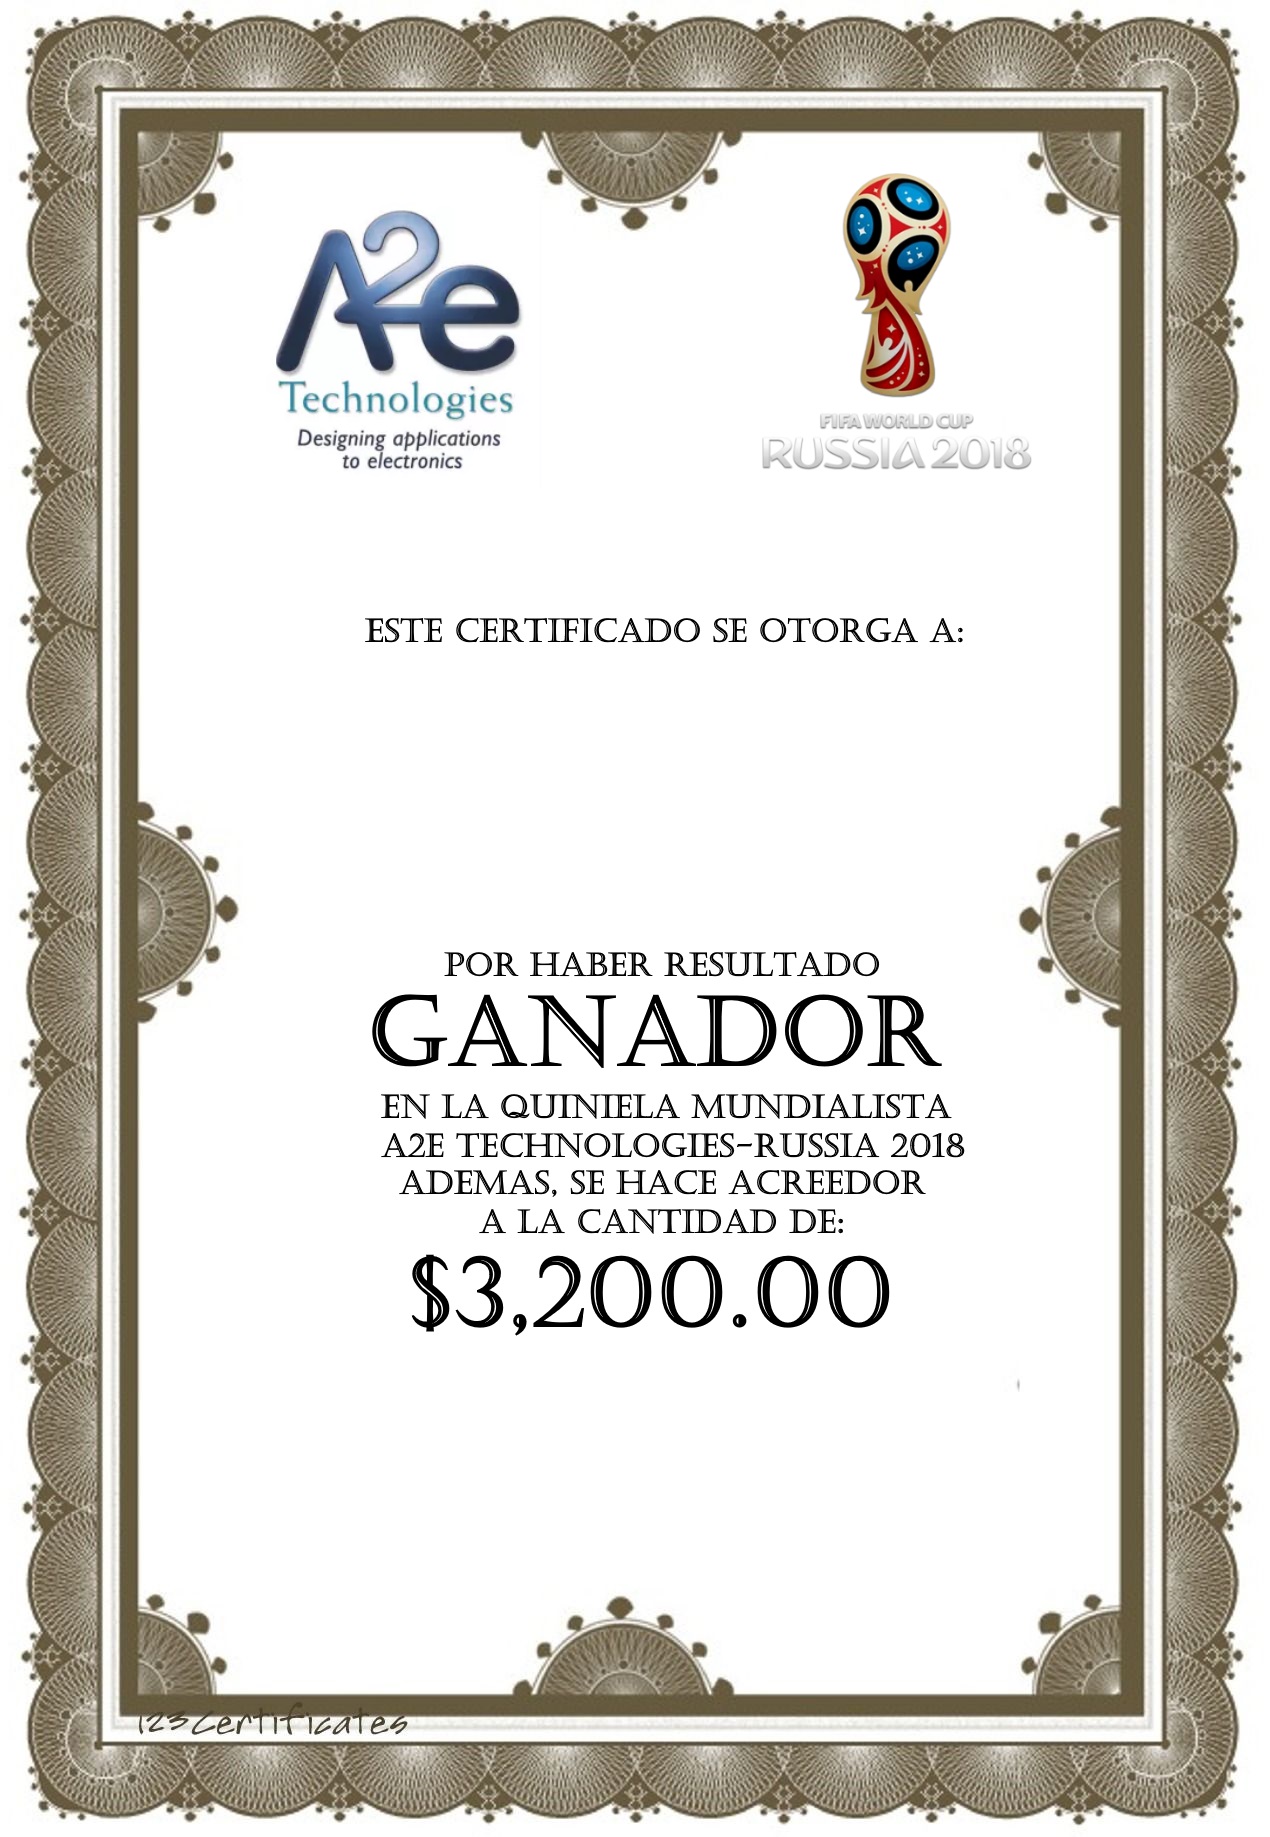 A2e
Technologies
Designing applications
to electronics
FIFA WORLD CUP
RUSSIA 2018
ESTE CERTIFICADO SE OTORGA A:
POR HABER RESULTADO
GANADOR
EN LA QUINIELA MUNDIALISTA
A2E TECHNOLOGIES-RUSSIA 2018
ADEMAS, SE HACE ACREEDOR
A LA CANTIDAD DE:
$3,200.00
123Certificates